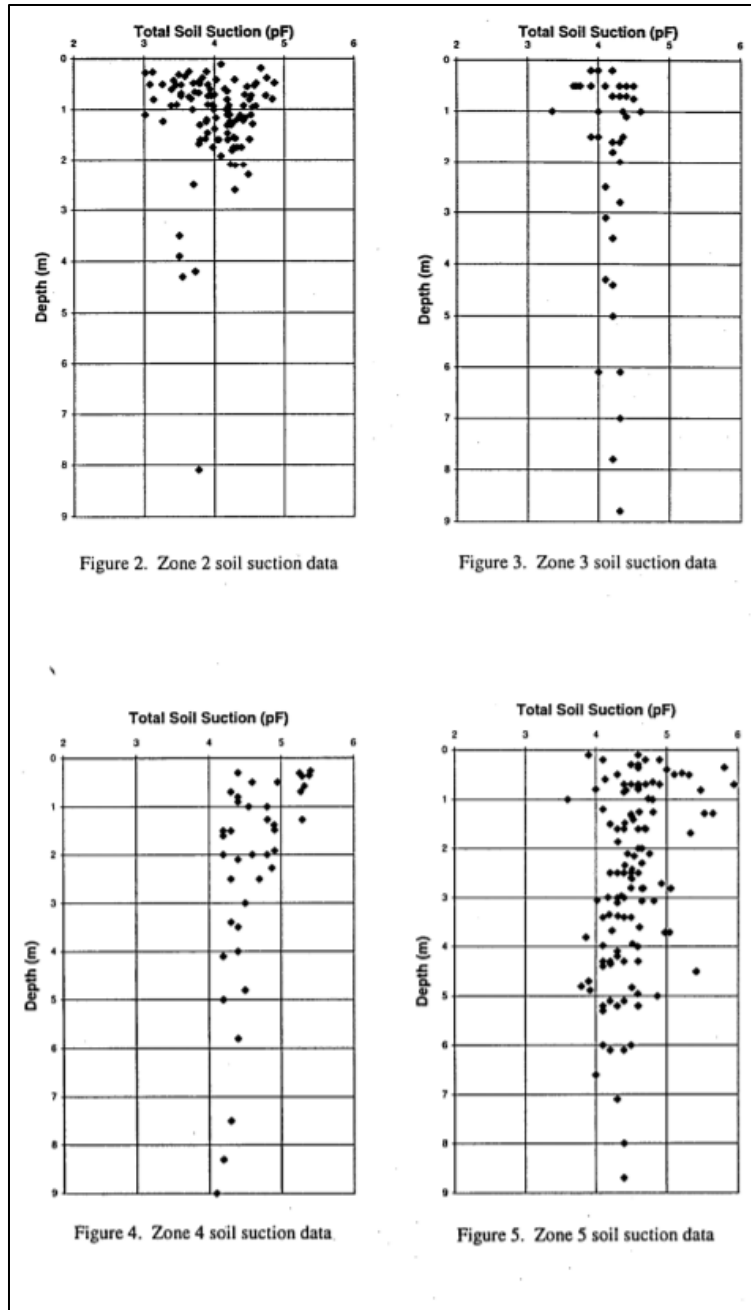 Total Soil Suction (pF)
2 3 4 5 6
0
1
2
3
4
5
6
7
8
9
Depth (m)
Figure 2. Zone 2 soil suction data
Total Soil Suction (pF)
2 3 4 5 6
0
1
2
3
4
5
6
7
8
9
Depth (m)
Figure 3. Zone 3 soil suction data
Total Soil Suction (pF)
2 3 4 5 6
0
1
2
3
4
5
6
7
8
9
Depth (m)
Figure 4. Zone 4 soil suction data
Total Soil Suction (pF)
2 3 4 5 6
0
1
2
3
4
5
6
7
8
9
Depth (m)
Figure 5. Zone 5 soil suction data